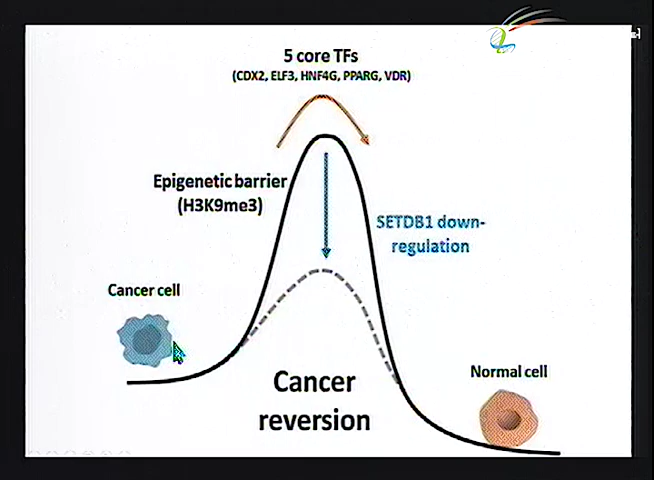 5 core TFs
(CDX2, ELF3, HNF4G, PPARG, VDR)
Epigenetic barrier
(H3K9me3)
SETDB1 down-
regulation
Cancer cell
Cancer
reversion
Normal cell